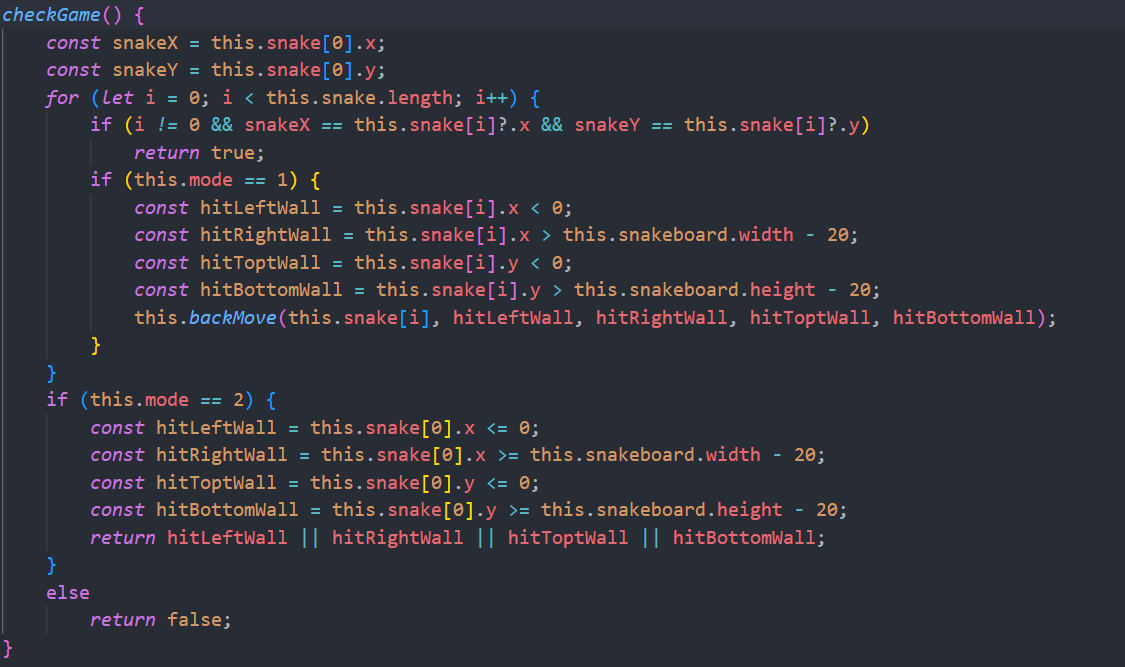 checkGame() {
    const snakeX = this.snake[0].x;
    const snakeY = this.snake[0].y;
    for (let i = 0; i < this.snake.length; i++) {
        if (i != 0 && snakeX == this.snake[i]?.x && snakeY == this.snake[i]?.y)
            return true;
        if (this.mode == 1) {
            const hitLeftWall = this.snake[i].x < 0;
            const hitRightWall = this.snake[i].x > this.snakeboard.width - 20;
            const hitToptWall = this.snake[i].y < 0;
            const hitBottomWall = this.snake[i].y > this.snakeboard.height - 20;
            this.backMove(this.snake[i], hitLeftWall, hitRightWall, hitToptWall, hitBottomWall);
        }
    }
    if (this.mode == 2) {
        const hitLeftWall = this.snake[0].x <= 0;
        const hitRightWall = this.snake[0].x >= this.snakeboard.width - 20;
        const hitToptWall = this.snake[0].y <= 0;
        const hitBottomWall = this.snake[0].y >= this.snakeboard.height - 20;
        return hitLeftWall || hitRightWall || hitToptWall || hitBottomWall;
    }
    else
        return false;
}